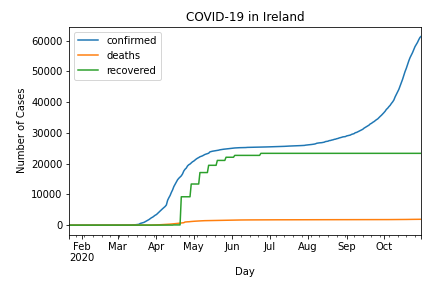 COVID-19 in Ireland
confirmed
deaths
recovered
Number of Cases
60000
50000
40000
30000
20000
10000
0
Feb Mar Apr May Jun Jul Aug Sep Oct
2020
Day